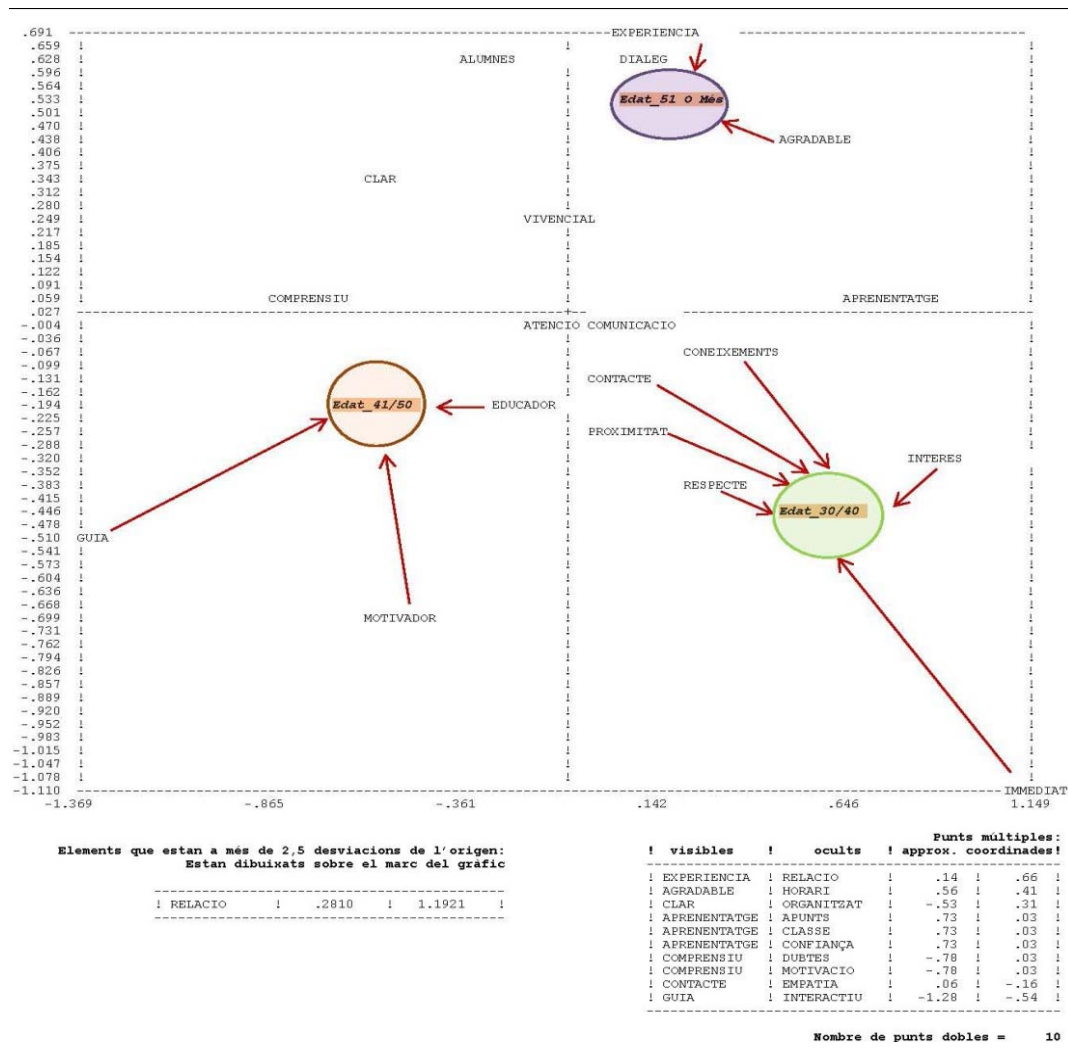 .691 EXPERIENCIA
.659
.628 ALUMNES DIALEG
.596
.564
.533 Edat_51 O Més
.501
.470
.438 AGRADABLE
.406
.375
.343 CLAR
.312
.280
.249 VIVENCIAL
.217
.185
.154
.122
.091
.059 COMPRENSIU APRENENTATGE
.027
-.004 ATENCIO COMUNICACIO
-.036
-.067 CONEIXEMENTS
-.099
-.131 CONTACTE
-.162
-.194 Edat_41/50 EDUCADOR
-.225
-.257 PROXIMITAT
-.288
-.320 INTERES
-.352
-.383 RESPECTE
-.415
-.446 Edat_30/40
-.478
-.510 GUIA
-.541
-.573
-.604
-.636
-.668
-.699 MOTIVADOR
-.731
-.762
-.794
-.826
-.857
-.889
-.920
-.952
-.983
-1.015
-1.047
-1.078
-1.110 IMMEDIAT
-1.369 -.865 -.361 .142 .646 1.149
Elements que estan a més de 2,5 desviacions de l'origen:
Estan dibuixats sobre el marc del gràfic
! RELACIO ! .2810 ! 1.1921 !
Punts múltiples:
! visibles ! ocults ! approx. coordinades!
! EXPERIENCIA ! RELACIO ! .14 ! .66 !
! AGRADABLE ! HORARI ! .56 ! .41 !
! CLAR ! ORGANITZAT ! -.53 ! .31 !
! APRENENTATGE ! APUNTS ! .73 ! .03 !
! APRENENTATGE ! CLASSE ! .73 ! .03 !
! APRENENTATGE ! CONFIANÇA ! .73 ! .03 !
! COMPRENSIU ! DUBTES ! -.78 ! .03 !
! COMPRENSIU ! MOTIVACIO ! -.78 ! .03 !
! CONTACTE ! EMPATIA ! .06 ! -.16 !
! GUIA ! INTERACTIU ! -1.28 ! -.54 !
Nombre de punts dobles = 10